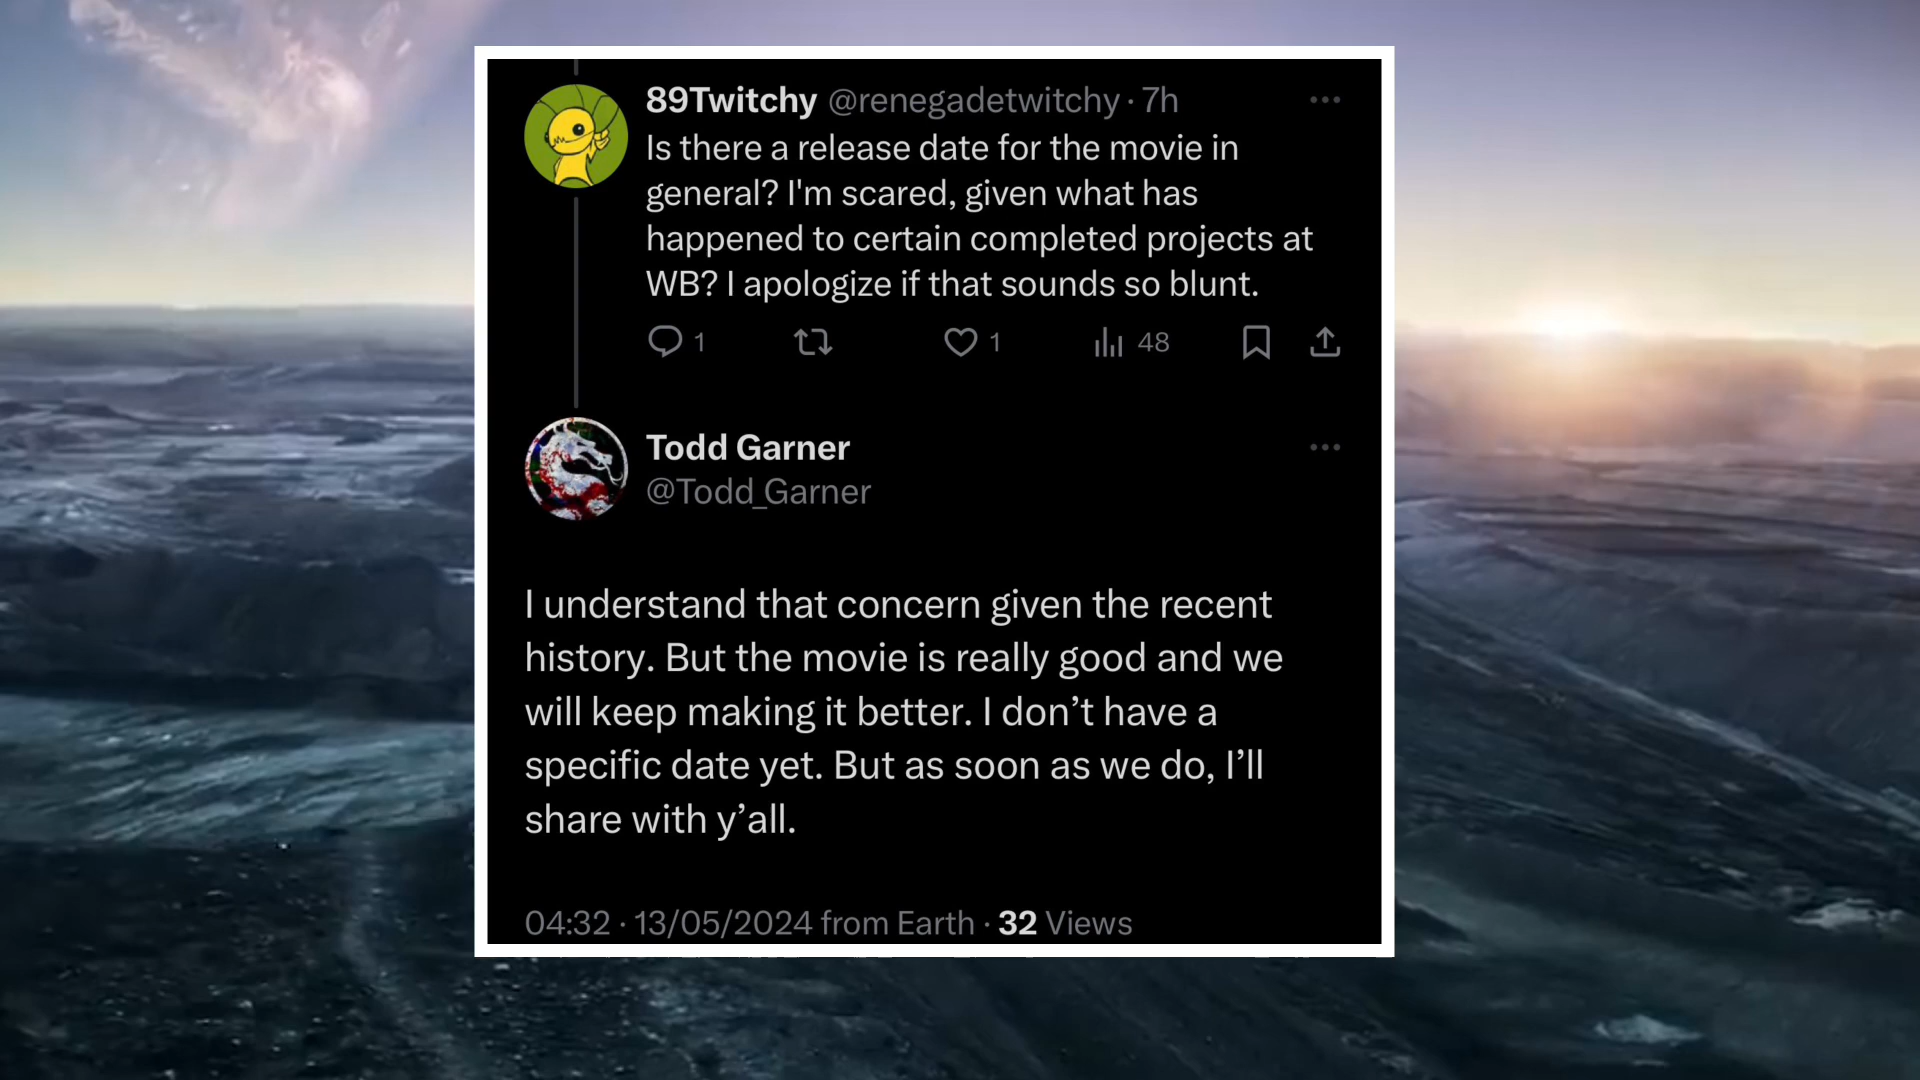 89Twitchy @renegadetwitchy · 7h
Is there a release date for the movie in
general? I'm scared, given what has
happened to certain completed projects at
WB? I apologize if that sounds so blunt.
1 1 48
Todd Garner
@Todd_Garner
I understand that concern given the recent
history. But the movie is really good and we
will keep making it better. I don’t have a
specific date yet. But as soon as we do, I’ll
share with y’all.
04:32 · 13/05/2024 from Earth · 32 Views